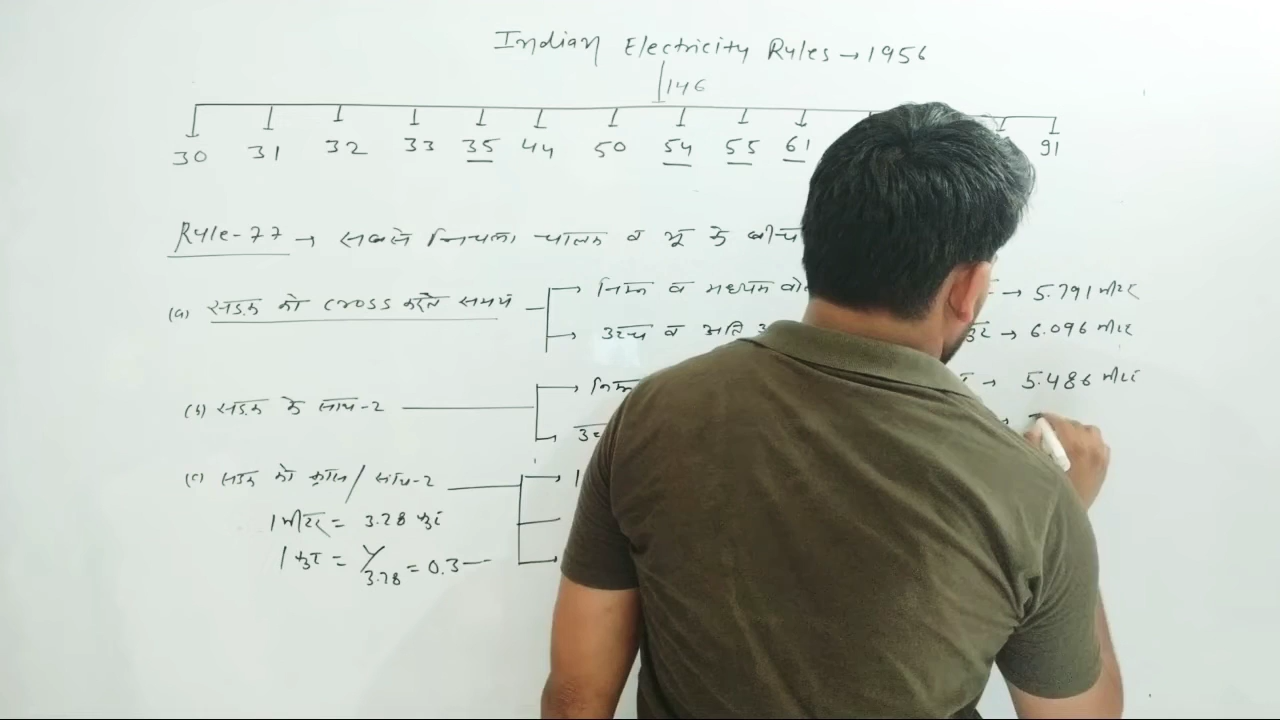 Indian Electricity Rules → 1956
146
30 31 32 33 35 44 50 54 55 61 91
Rule-77 → सबसे निचला चालक व भू के बीच
(a) सड़क को cross करते समय
निम्न व मध्यम → 5.791 मीटर
उच्च व अति → 6.096 मीटर
(b) सड़क के साथ-2
निम्न → 5.486 मीटर
(c) सड़क को क्रॉस/साथ-2
1 मीटर = 3.28 फुट
1 फुट = 1/3.28 = 0.3